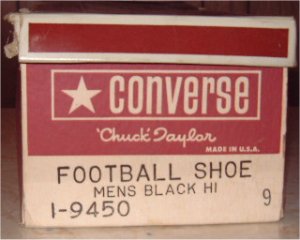 CONVERSE
'Chuck' Taylor
MADE IN U.S.A.
FOOTBALL SHOE
MENS BLACK HI
1-9450 9